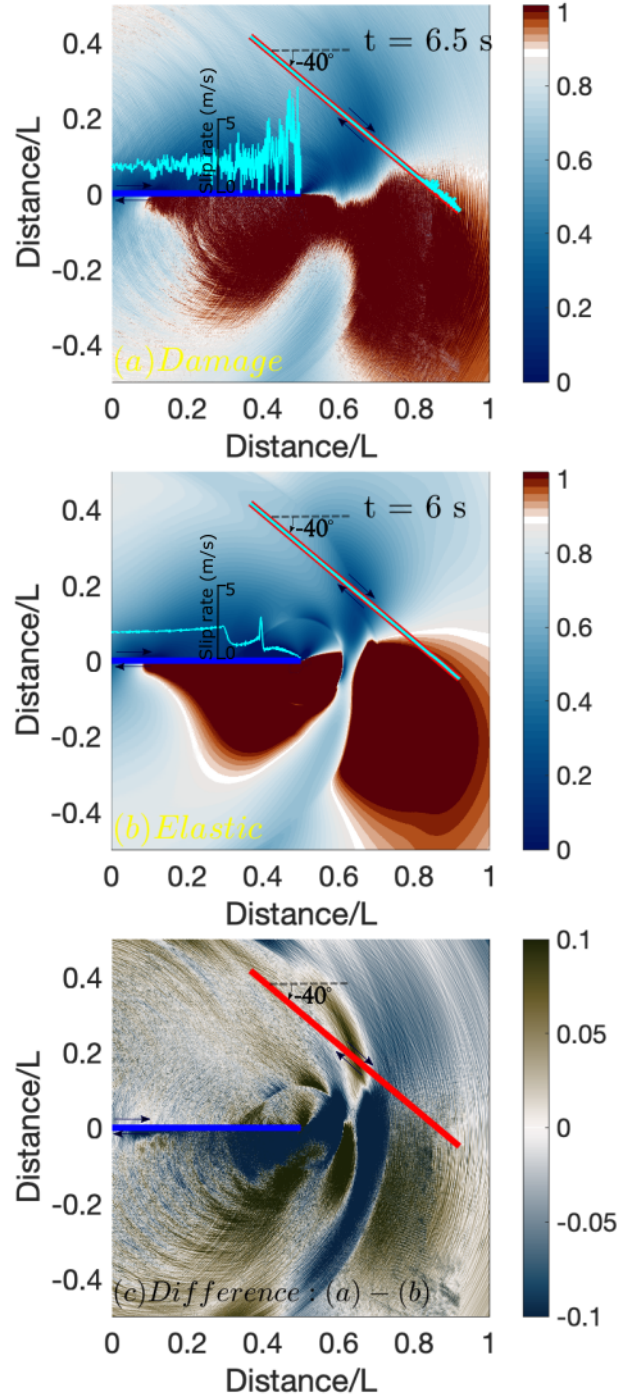 0.4
0.2
0
-0.2
-0.4
Distance/L
t = 6.5 s
-40°
Slip rate (m/s)
5
0
(a)Damage
0 0.2 0.4 0.6 0.8 1
Distance/L
1
0.8
0.6
0.4
0.2
0
0.4
0.2
0
-0.2
-0.4
Distance/L
t = 6 s
-40°
Slip rate (m/s)
5
0
(b)Elastic
0 0.2 0.4 0.6 0.8 1
Distance/L
1
0.8
0.6
0.4
0.2
0
0.4
0.2
0
-0.2
-0.4
Distance/L
-40°
(c)Difference : (a) − (b)
0 0.2 0.4 0.6 0.8 1
Distance/L
0.1
0.05
0
-0.05
-0.1